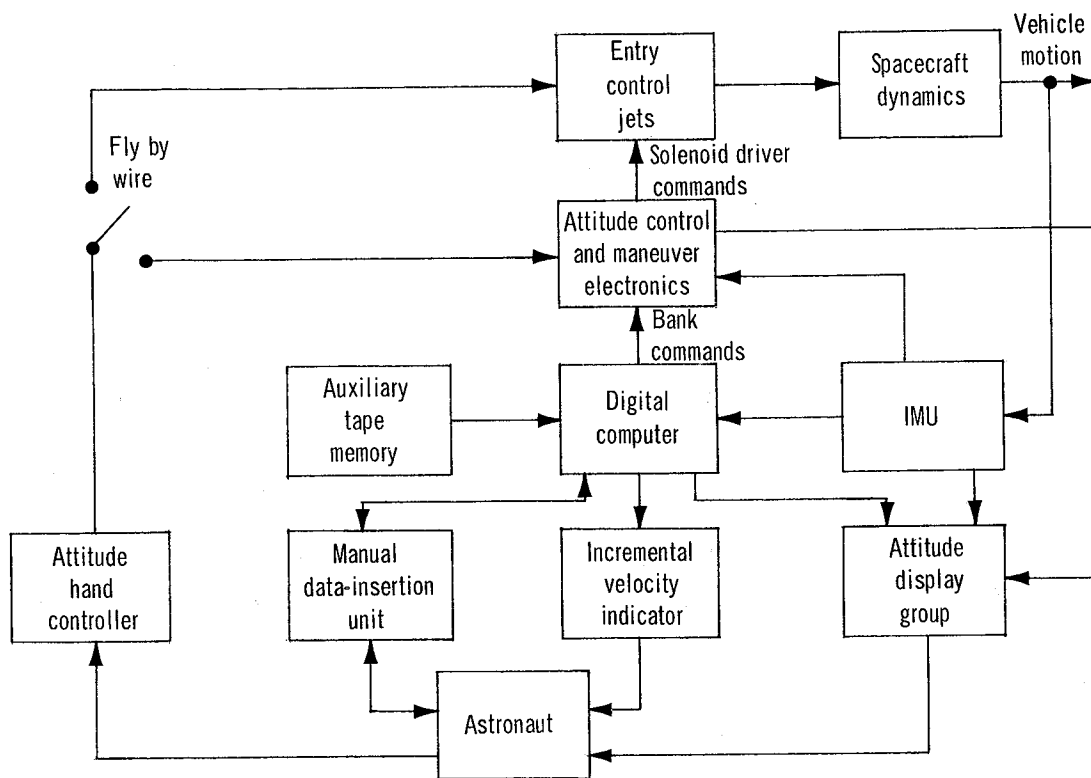 Vehicle
motion
Entry
control
jets
Spacecraft
dynamics
Fly by
wire
Solenoid driver
commands
Attitude control
and maneuver
electronics
Bank
commands
Auxiliary
tape
memory
Digital
computer
IMU
Attitude
hand
controller
Manual
data-insertion
unit
Incremental
velocity
indicator
Attitude
display
group
Astronaut